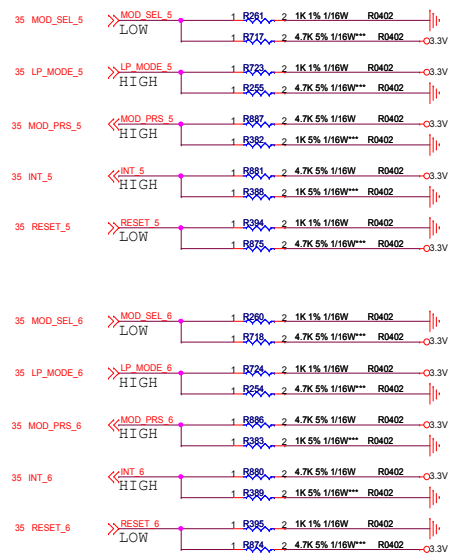 35 MOD_SEL_5 MOD_SEL_5 1 R261 2 1K 1% 1/16W R0402
LOW 1 R717 2 4.7K 5% 1/16W*** R0402 3.3V
35 LP_MODE_5 LP_MODE_5 1 R723 2 1K 1% 1/16W R0402 3.3V
HIGH 1 R255 2 4.7K 5% 1/16W*** R0402
35 MOD_PRS_5 MOD_PRS_5 1 R887 2 4.7K 5% 1/16W R0402 3.3V
HIGH 1 R382 2 1K 5% 1/16W*** R0402
35 INT_5 INT_5 1 R881 2 4.7K 5% 1/16W R0402 3.3V
HIGH 1 R388 2 1K 5% 1/16W*** R0402
35 RESET_5 RESET_5 1 R394 2 1K 1% 1/16W R0402
LOW 1 R875 2 4.7K 5% 1/16W*** R0402 3.3V
35 MOD_SEL_6 MOD_SEL_6 1 R260 2 1K 1% 1/16W R0402
LOW 1 R718 2 4.7K 5% 1/16W*** R0402 3.3V
35 LP_MODE_6 LP_MODE_6 1 R724 2 1K 1% 1/16W R0402 3.3V
HIGH 1 R254 2 4.7K 5% 1/16W*** R0402
35 MOD_PRS_6 MOD_PRS_6 1 R886 2 4.7K 5% 1/16W R0402 3.3V
HIGH 1 R383 2 1K 5% 1/16W*** R0402
35 INT_6 INT_6 1 R880 2 4.7K 5% 1/16W R0402 3.3V
HIGH 1 R389 2 1K 5% 1/16W*** R0402
35 RESET_6 RESET_6 1 R395 2 1K 1% 1/16W R0402
LOW 1 R874 2 4.7K 5% 1/16W*** R0402 3.3V